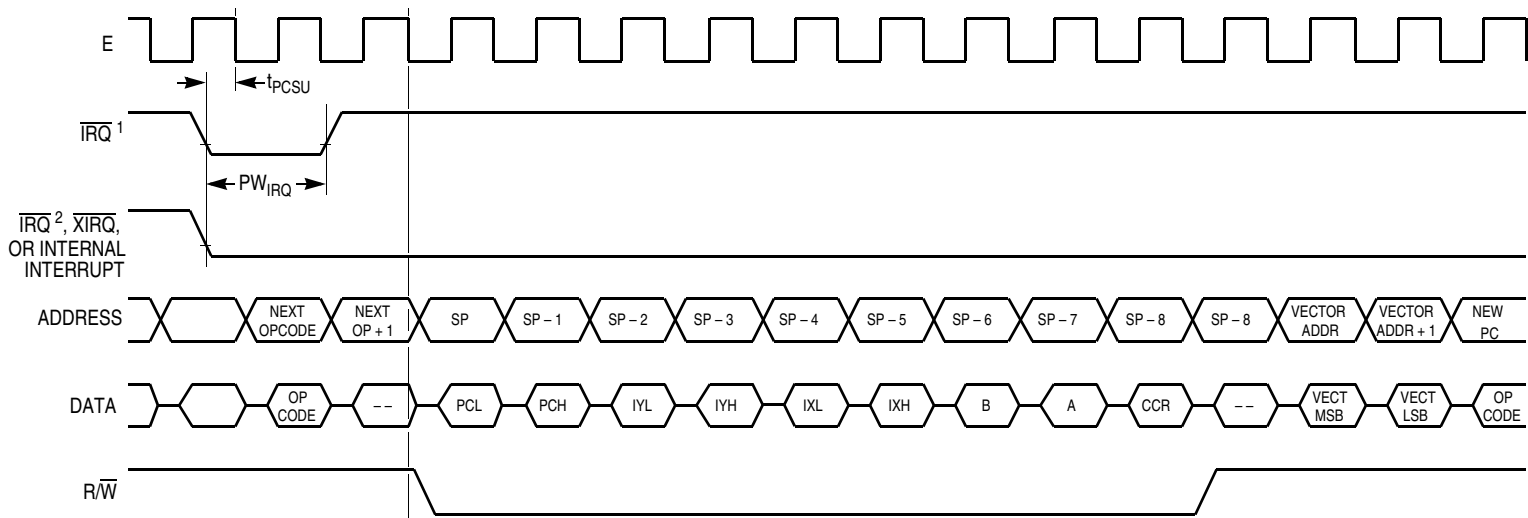 E
tPCSU
IRQ 1
PWIRQ
IRQ 2, XIRQ,
OR INTERNAL
INTERRUPT
ADDRESS
NEXT
OPCODE
NEXT
OP + 1
SP
SP – 1
SP – 2
SP – 3
SP – 4
SP – 5
SP – 6
SP – 7
SP – 8
SP – 8
VECTOR
ADDR
VECTOR
ADDR + 1
NEW
PC
DATA
OP
CODE
– –
PCL
PCH
IYL
IYH
IXL
IXH
B
A
CCR
– –
VECT
MSB
VECT
LSB
OP
CODE
R/W